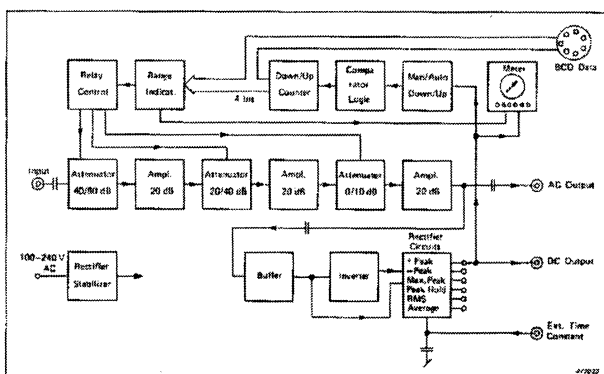 BCD Data
Relay
Control
Range
Indicat.
4 bits
Down/Up
Counter
Compa
rator
Logic
Man/Auto
Down/Up
Meter
Input
Attenuator
40/60 dB
Ampl.
20 dB
Attenuator
20/40 dB
Ampl.
20 dB
Attenuator
0/10 dB
Ampl.
20 dB
AC Output
100–240 V
AC
Rectifier
Stabilizer
Buffer
Inverter
Rectifier
Circuits
+ Peak
– Peak
Max. Peak
Peak Hold
RMS
Average
DC Output
Ext. Time
Constant